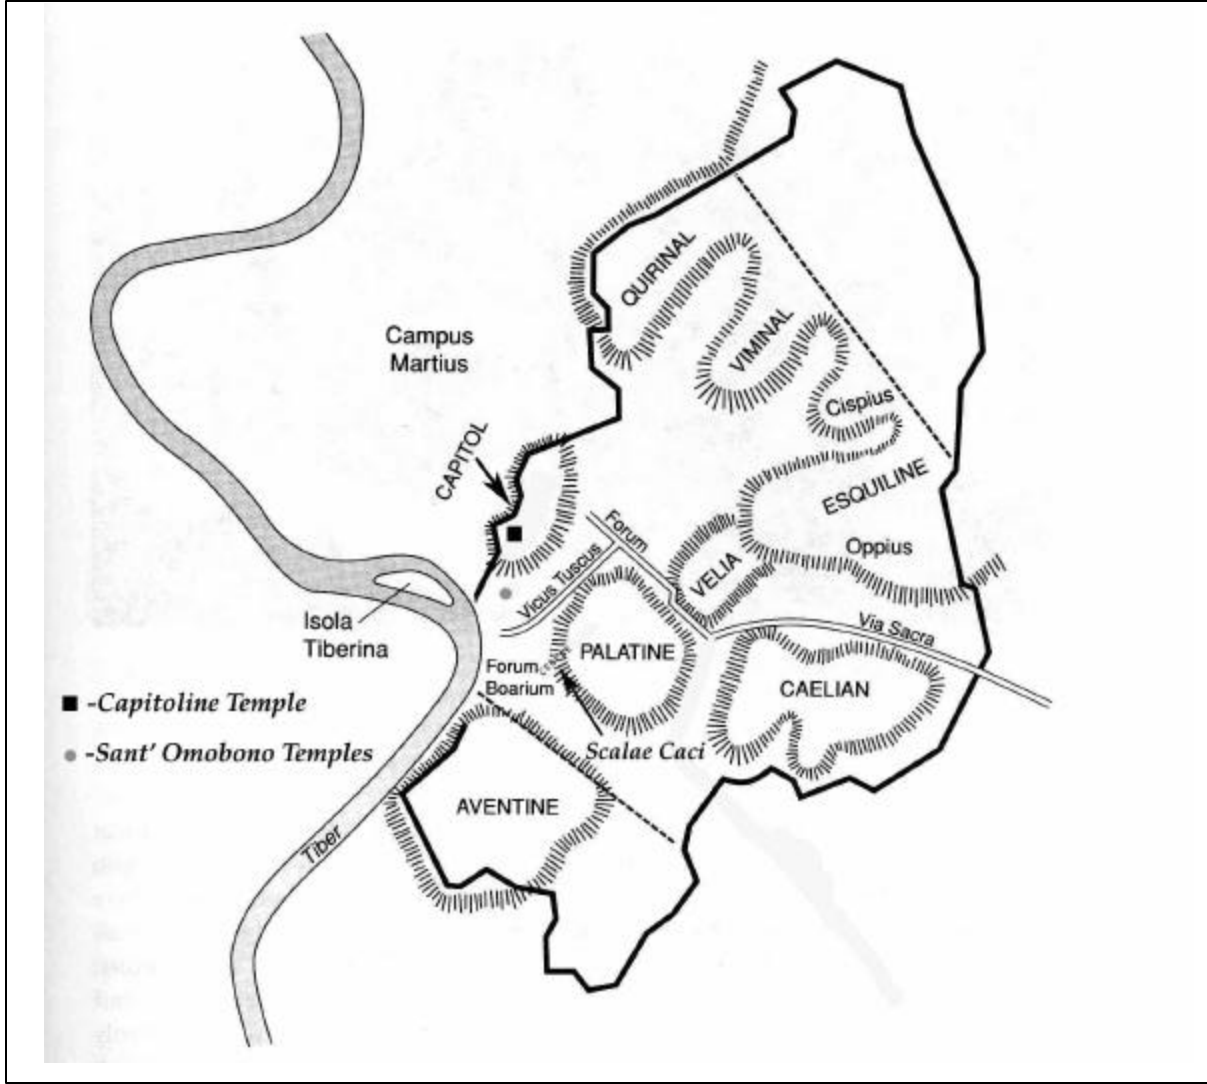 QUIRINAL
VIMINAL
Campus
Martius
Cispius
CAPITOL
ESQUILINE
Forum
Oppius
Vicus Tuscus
VELIA
Isola
Tiberina
Via Sacra
PALATINE
Forum
Boarium
CAELIAN
■ -Capitoline Temple
● -Sant' Omobono Temples
Scalae Caci
AVENTINE
Tiber